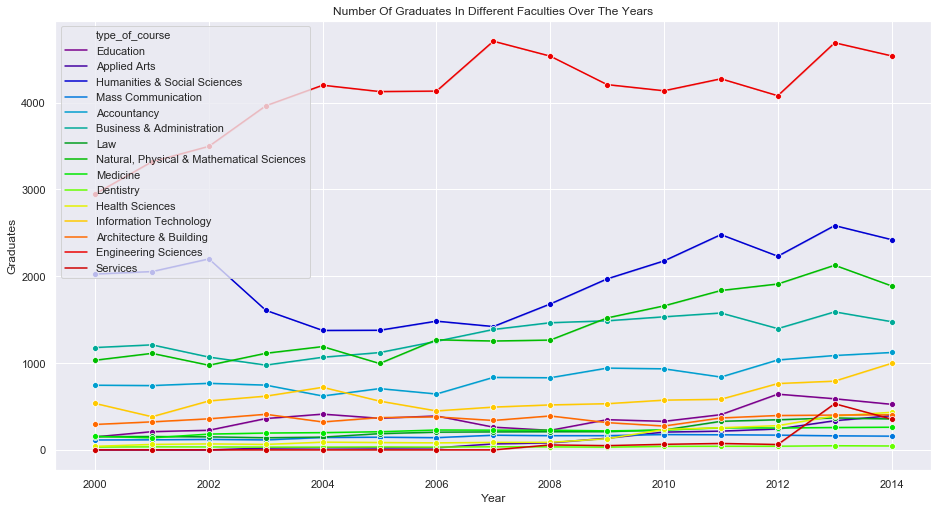 Number Of Graduates In Different Faculties Over The Years
type_of_course
Education
Applied Arts
Humanities & Social Sciences
Mass Communication
Accountancy
Business & Administration
Law
Natural, Physical & Mathematical Sciences
Medicine
Dentistry
Health Sciences
Information Technology
Architecture & Building
Engineering Sciences
Services
Graduates
4000
3000
2000
1000
0
2000 2002 2004 2006 2008 2010 2012 2014
Year